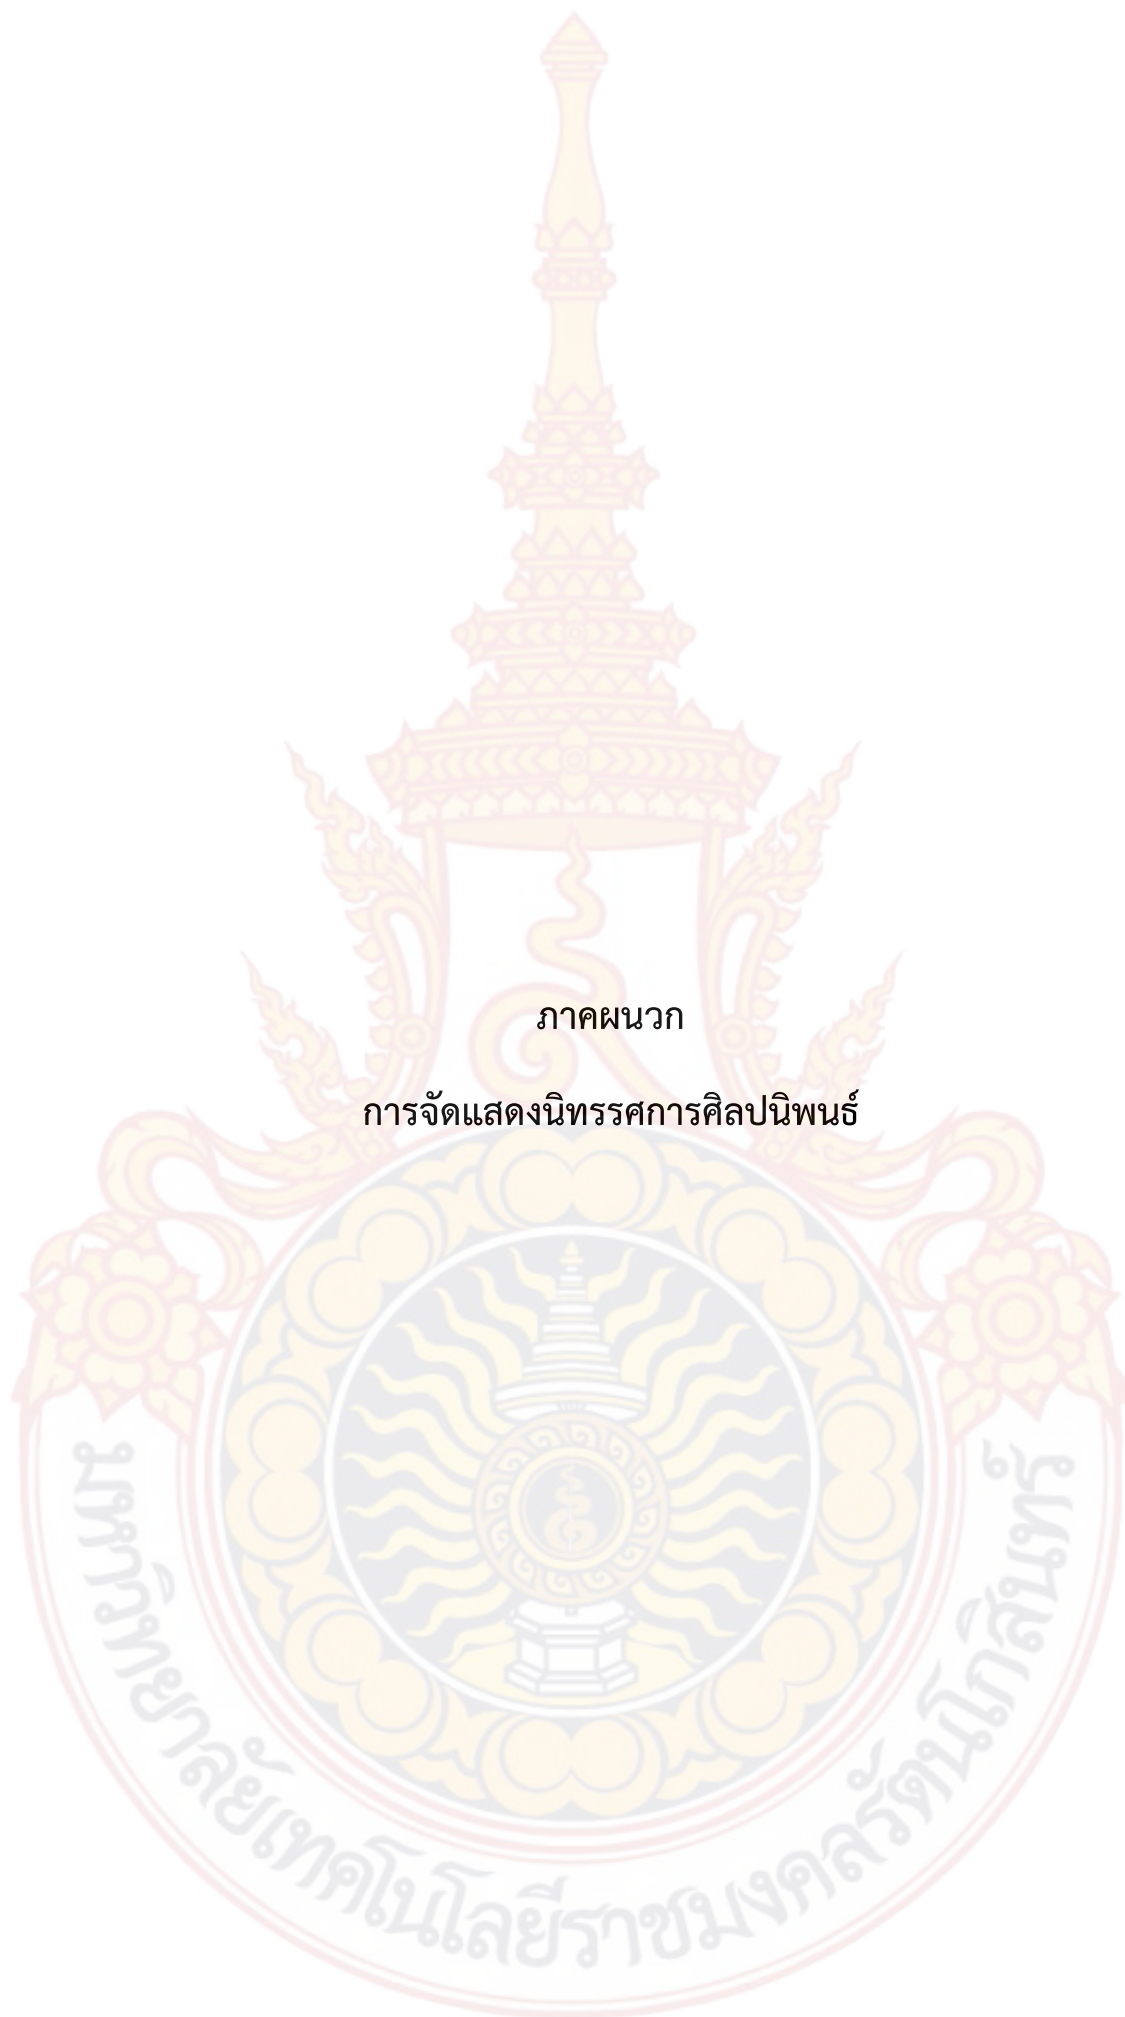 ภาคผนวก
การจัดแสดงนิทรรศการศิลปนิพนธ์
มหาวิทยาลัยเทคโนโลยีราชมงคลรัตนโกสินทร์